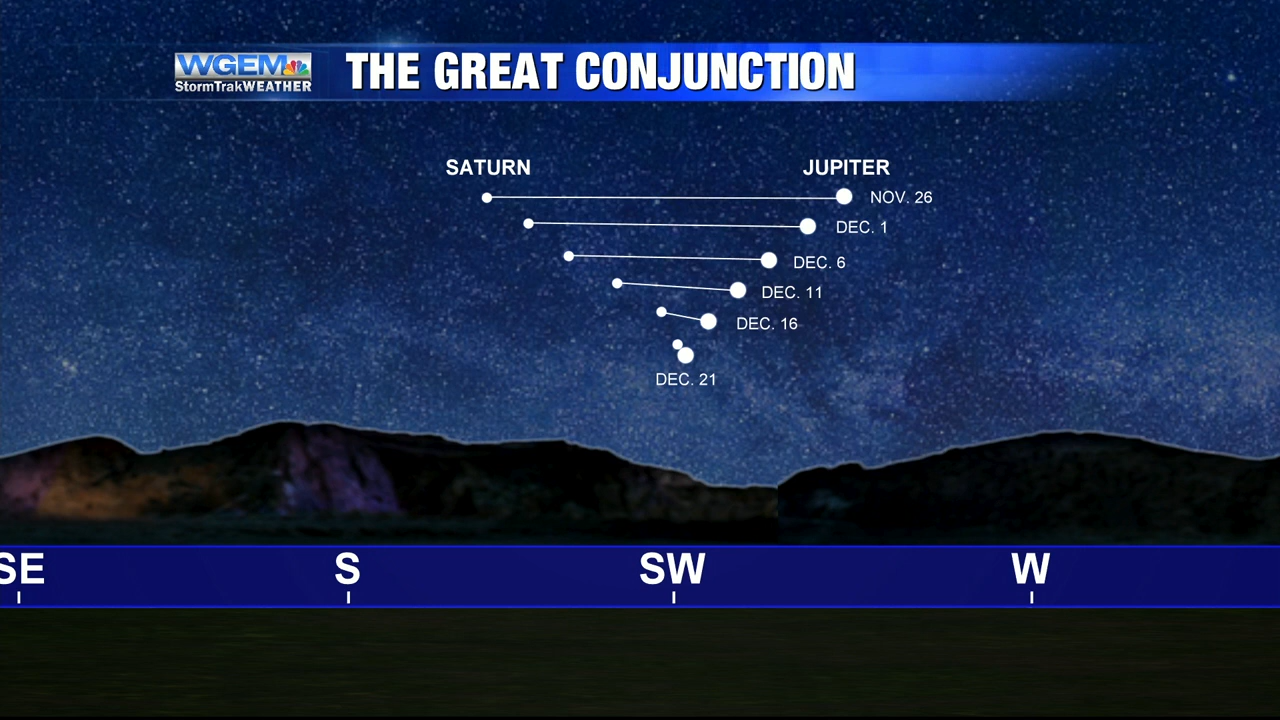 WGEM
StormTrakWEATHER
THE GREAT CONJUNCTION
SATURN JUPITER
NOV. 26
DEC. 1
DEC. 6
DEC. 11
DEC. 16
DEC. 21
SE S SW W